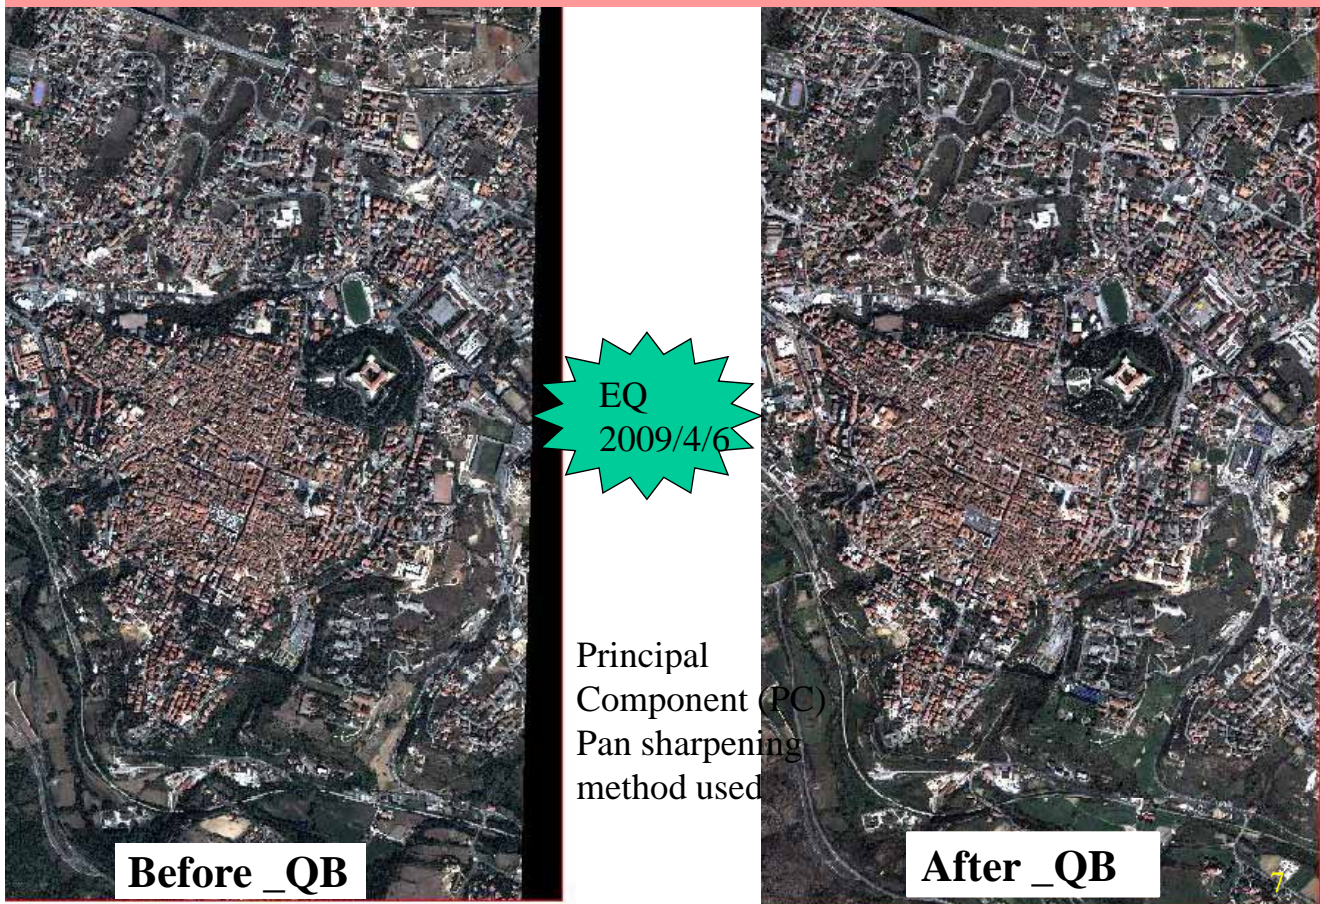 EQ
2009/4/6
Principal
Component (PC)
Pan sharpening
method used
Before _QB
After _QB
7